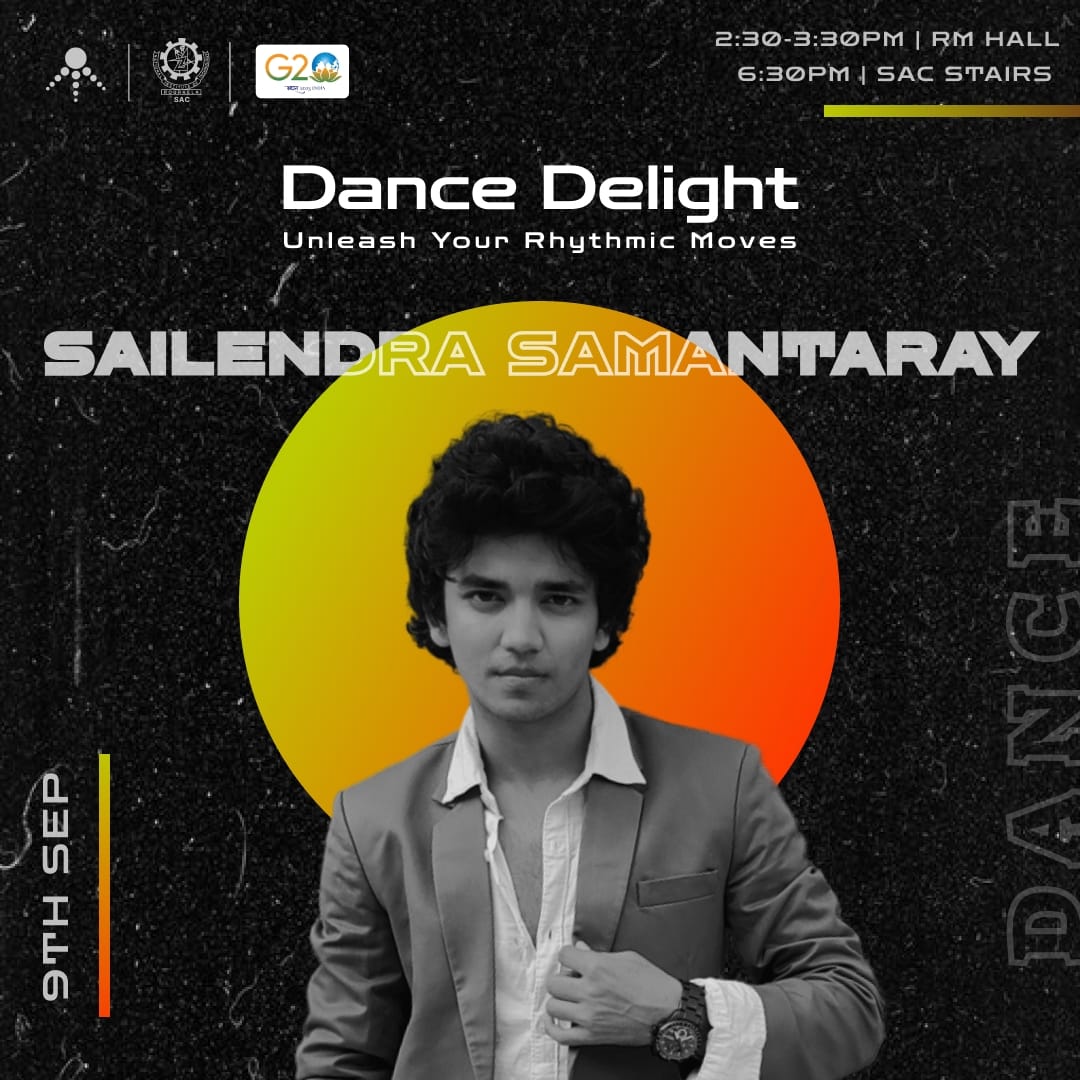 2:30-3:30PM | RM HALL
6:30PM | SAC STAIRS
SAC
G20
Dance Delight
Unleash Your Rhythmic Moves
SAILENDRA SAMANTARAY
DANCE
9TH SEP